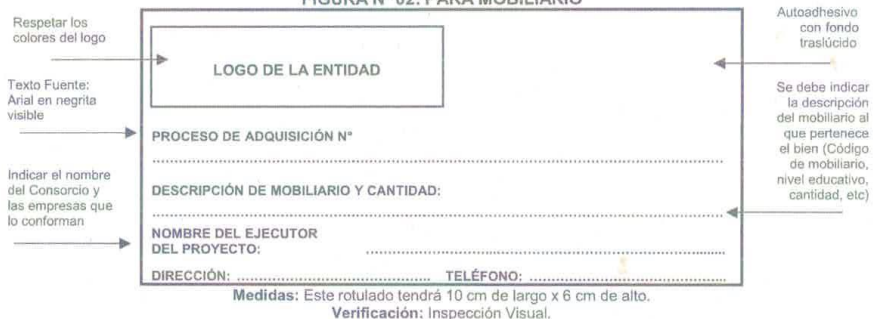 FIGURA N° 02: PARA MOBILIARIO
Respetar los
colores del logo
Texto Fuente:
Arial en negrita
visible
Indicar el nombre
del Consorcio y
las empresas que
lo conforman
LOGO DE LA ENTIDAD
PROCESO DE ADQUISICIÓN N°
DESCRIPCIÓN DE MOBILIARIO Y CANTIDAD:
NOMBRE DEL EJECUTOR
DEL PROYECTO:
DIRECCIÓN: .......... TELÉFONO: ..........
Autoadhesivo
con fondo
traslúcido
Se debe indicar
la descripción
del mobiliario al
que pertenece
el bien (Código
de mobiliario,
nivel educativo,
cantidad, etc)
Medidas: Este rotulado tendrá 10 cm de largo x 6 cm de alto.
Verificación: Inspección Visual.